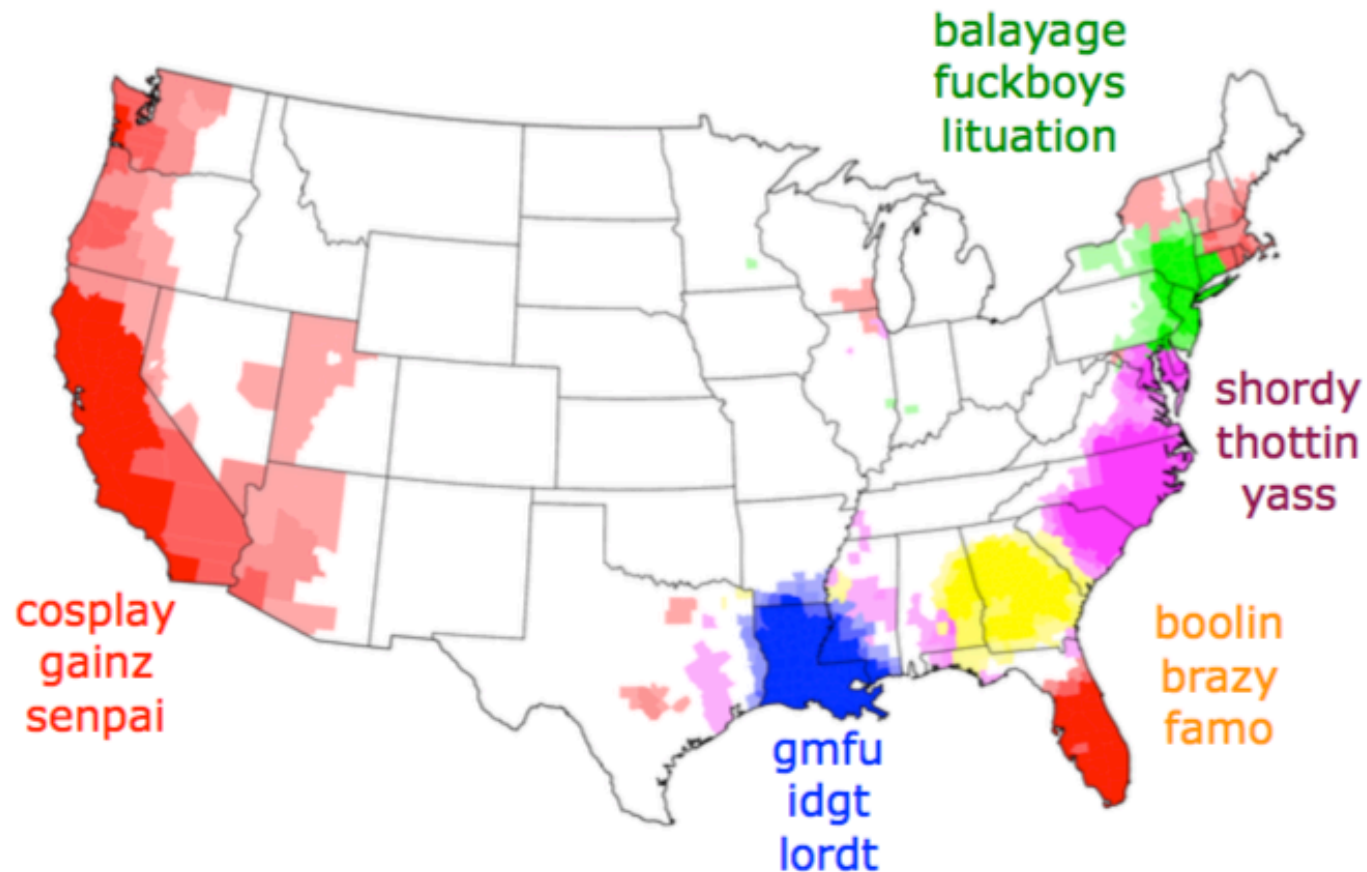 balayage
fuckboys
lituation
shordy
thottin
yass
cosplay
gainz
senpai
boolin
brazy
famo
gmfu
idgt
lordt